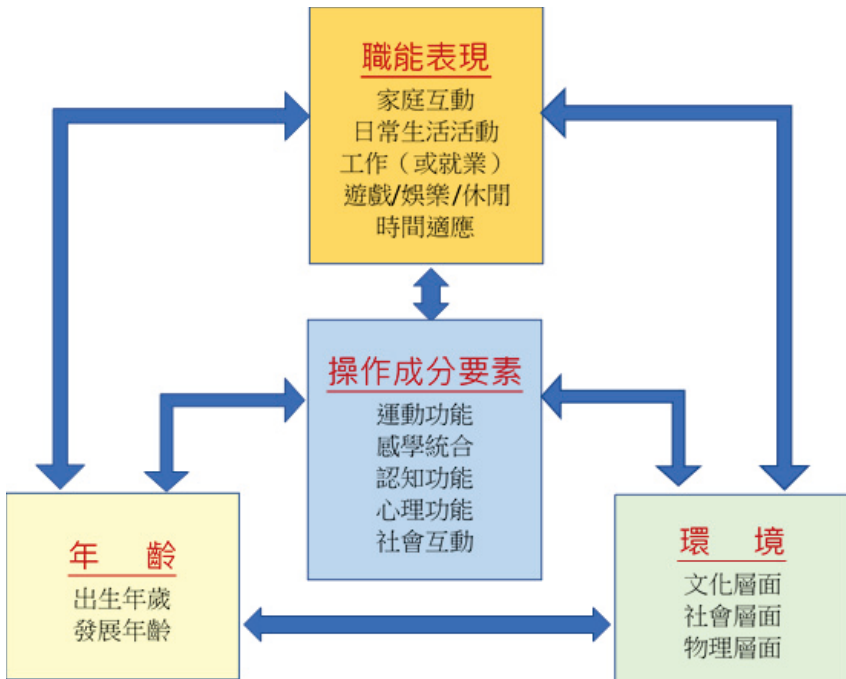 職能表現
家庭互動
日常生活活動
工作（或就業）
遊戲/娛樂/休閒
時間適應
操作成分要素
運動功能
感學統合
認知功能
心理功能
社會互動
年　齡
出生年歲
發展年齡
環　境
文化層面
社會層面
物理層面